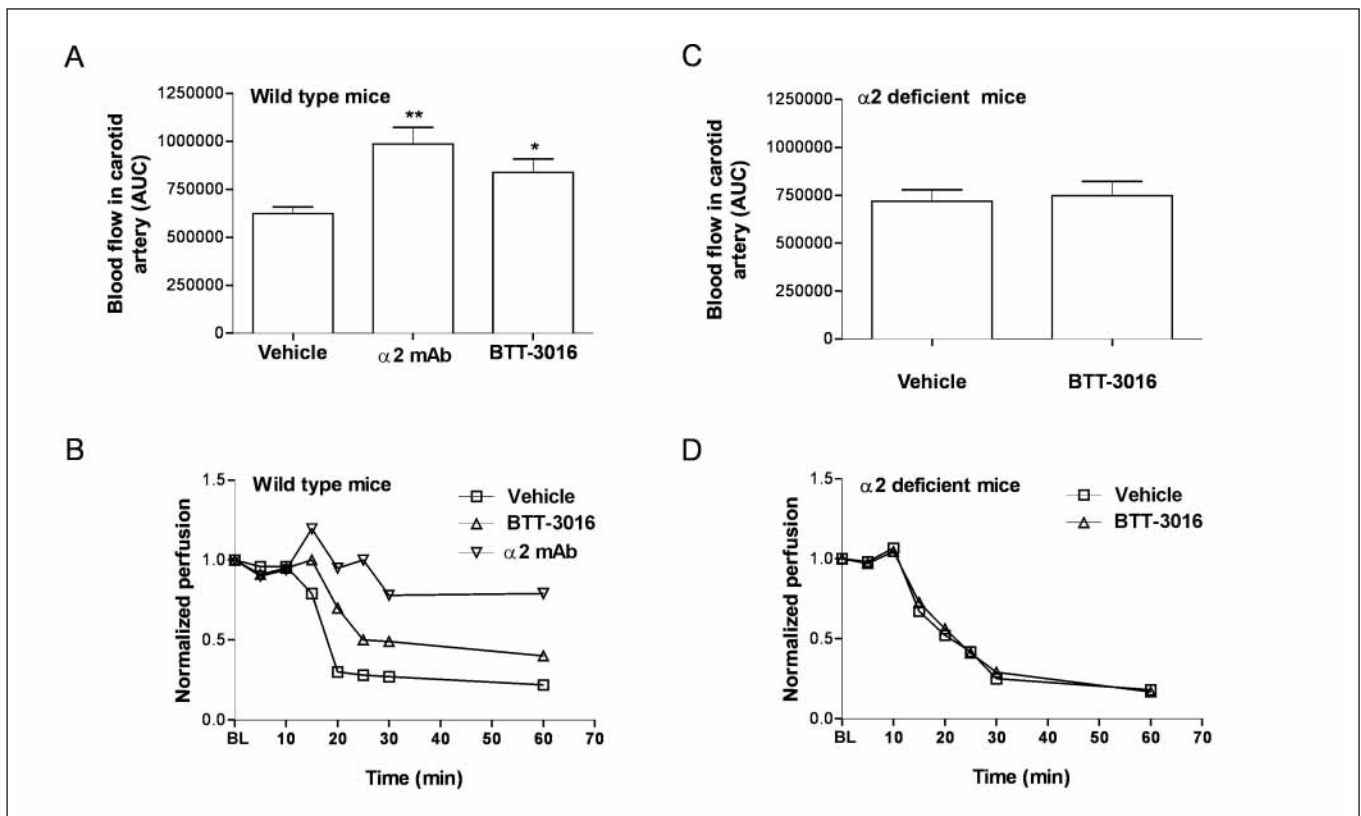 A
Wild type mice
Blood flow in carotid
artery (AUC)
1250000
1000000
750000
500000
250000
0
**
*
Vehicle
α2 mAb
BTT-3016
C
α2 deficient mice
Blood flow in carotid
artery (AUC)
1250000
1000000
750000
500000
250000
0
Vehicle
BTT-3016
B
Wild type mice
Vehicle
BTT-3016
α2 mAb
Normalized perfusion
1.5
1.0
0.5
0.0
BL 10 20 30 40 50 60 70
Time (min)
D
α2 deficient mice
Vehicle
BTT-3016
Normalized perfusion
1.5
1.0
0.5
0.0
BL 10 20 30 40 50 60 70
Time (min)